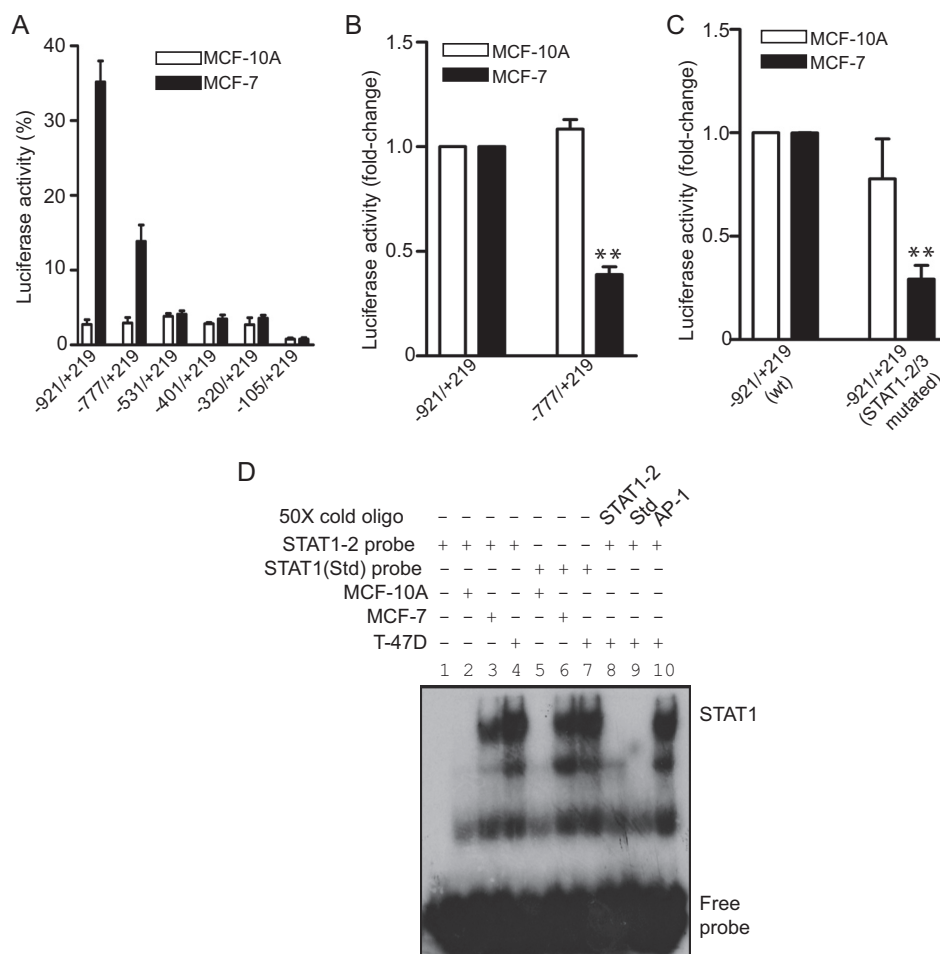 A
MCF-10A
MCF-7
Luciferase activity (%)
40
30
20
10
0
-921/+219
-777/+219
-531/+219
-401/+219
-320/+219
-105/+219
B
MCF-10A
MCF-7
Luciferase activity (fold-change)
1.5
1.0
0.5
0
**
-921/+219
-777/+219
C
MCF-10A
MCF-7
Luciferase activity (fold-change)
1.5
1.0
0.5
0
**
-921/+219
(wt)
-921/+219
(STAT1-2/3
mutated)
D
50X cold oligo – – – – – – – STAT1-2 Std AP-1
STAT1-2 probe + + + + – – – + + +
STAT1(Std) probe – – – – + + + – – –
MCF-10A – + – – + – – – – –
MCF-7 – – + – – + – – – –
T-47D – – – + – – + + + +
1 2 3 4 5 6 7 8 9 10
STAT1
Free
probe